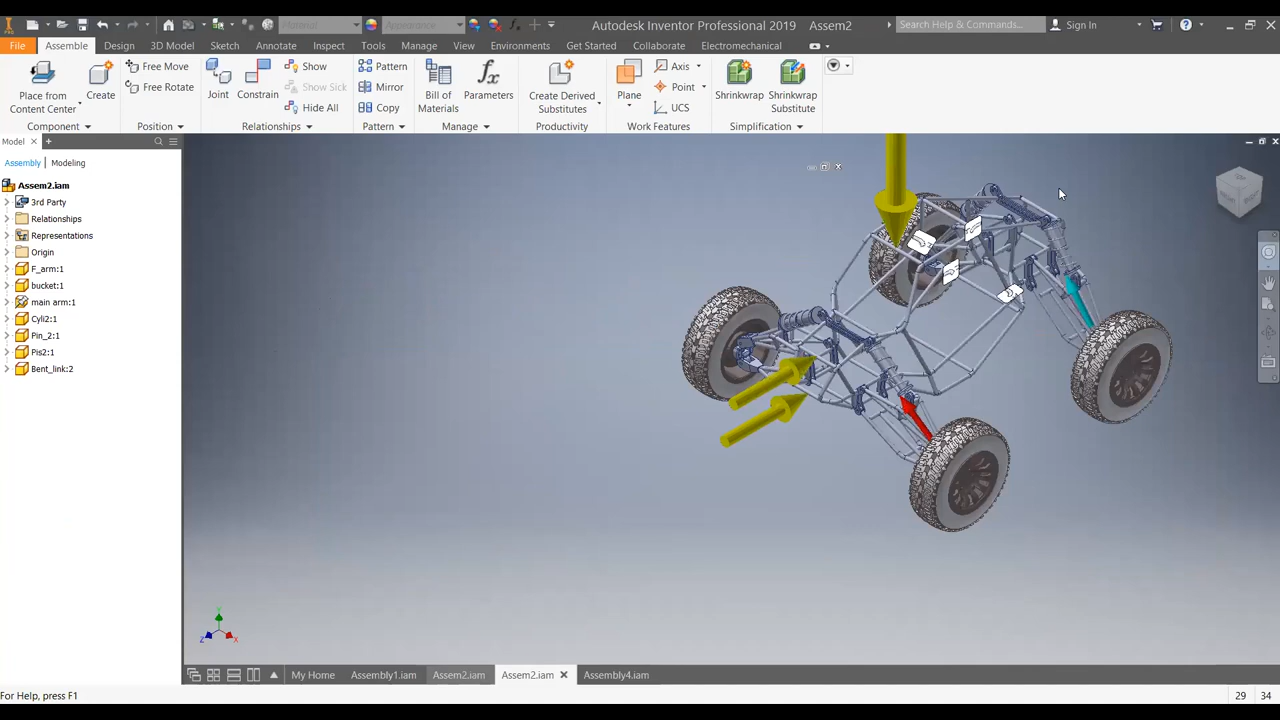 PRO
Material
Appearance
Autodesk Inventor Professional 2019 Assem2
Search Help & Commands...
Sign In
File Assemble Design 3D Model Sketch Annotate Inspect Tools Manage View Environments Get Started Collaborate Electromechanical
Place from
Content Center
Create
Free Move
Free Rotate
Joint
Constrain
Show
Show Sick
Hide All
Pattern
Mirror
Copy
Bill of
Materials
Parameters
Create Derived
Substitutes
Plane
Axis
Point
UCS
Shrinkwrap
Shrinkwrap
Substitute
Component Position Relationships Pattern Manage Productivity Work Features Simplification
Model
Assembly Modeling
Assem2.iam
3rd Party
Relationships
Representations
Origin
F_arm:1
bucket:1
main arm:1
Cyli2:1
Pin_2:1
Pis2:1
Bent_link:2
Y
Z
X
My Home Assembly1.iam Assem2.iam Assem2.iam Assembly4.iam
For Help, press F1
29 34